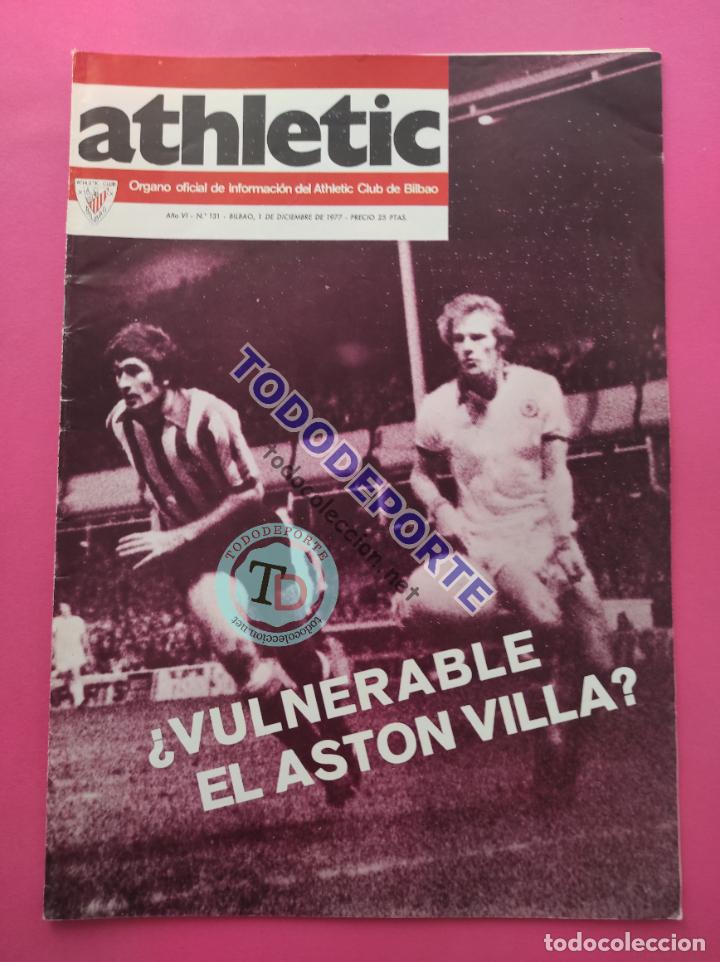 athletic
ATHLETIC CLUB
BILBAO
Organo oficial de información del Athletic Club de Bilbao
Año VI - N.º 131 - BILBAO, 1 DE DICIEMBRE DE 1977 - PRECIO 25 PTAS.
TODODEPORTE
todocoleccion.net
TODODEPORTE
TD
todocoleccion.net
¿VULNERABLE
EL ASTON VILLA?
todocoleccion